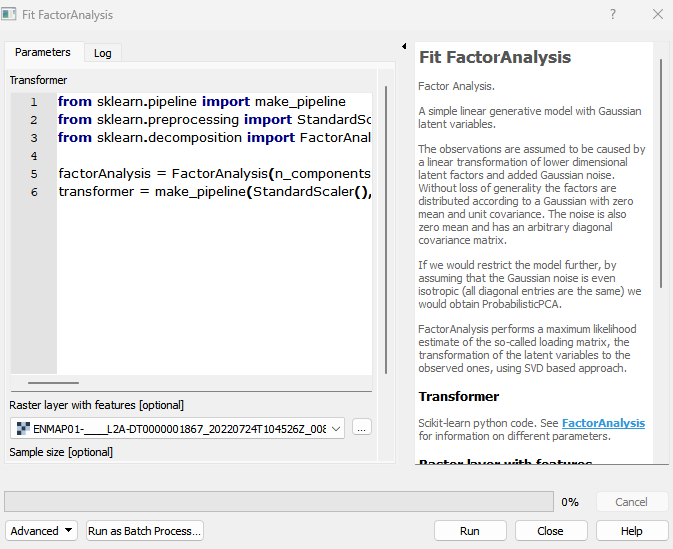 Fit FactorAnalysis
?
Parameters
Log
Transformer
1 from sklearn.pipeline import make_pipeline
2 from sklearn.preprocessing import StandardSc
3 from sklearn.decomposition import FactorAnal
4
5 factorAnalysis = FactorAnalysis(n_components
6 transformer = make_pipeline(StandardScaler(),
Raster layer with features [optional]
ENMAP01-____L2A-DT0000001867_20220724T104526Z_008
...
Sample size [optional]
Fit FactorAnalysis
Factor Analysis.
A simple linear generative model with Gaussian
latent variables.
The observations are assumed to be caused by
a linear transformation of lower dimensional
latent factors and added Gaussian noise.
Without loss of generality the factors are
distributed according to a Gaussian with zero
mean and unit covariance. The noise is also
zero mean and has an arbitrary diagonal
covariance matrix.
If we would restrict the model further, by
assuming that the Gaussian noise is even
isotropic (all diagonal entries are the same) we
would obtain ProbabilisticPCA.
FactorAnalysis performs a maximum likelihood
estimate of the so-called loading matrix, the
transformation of the latent variables to the
observed ones, using SVD based approach.
Transformer
Scikit-learn python code. See FactorAnalysis
for information on different parameters.
Raster layer with features
0%
Cancel
Advanced
Run as Batch Process...
Run
Close
Help